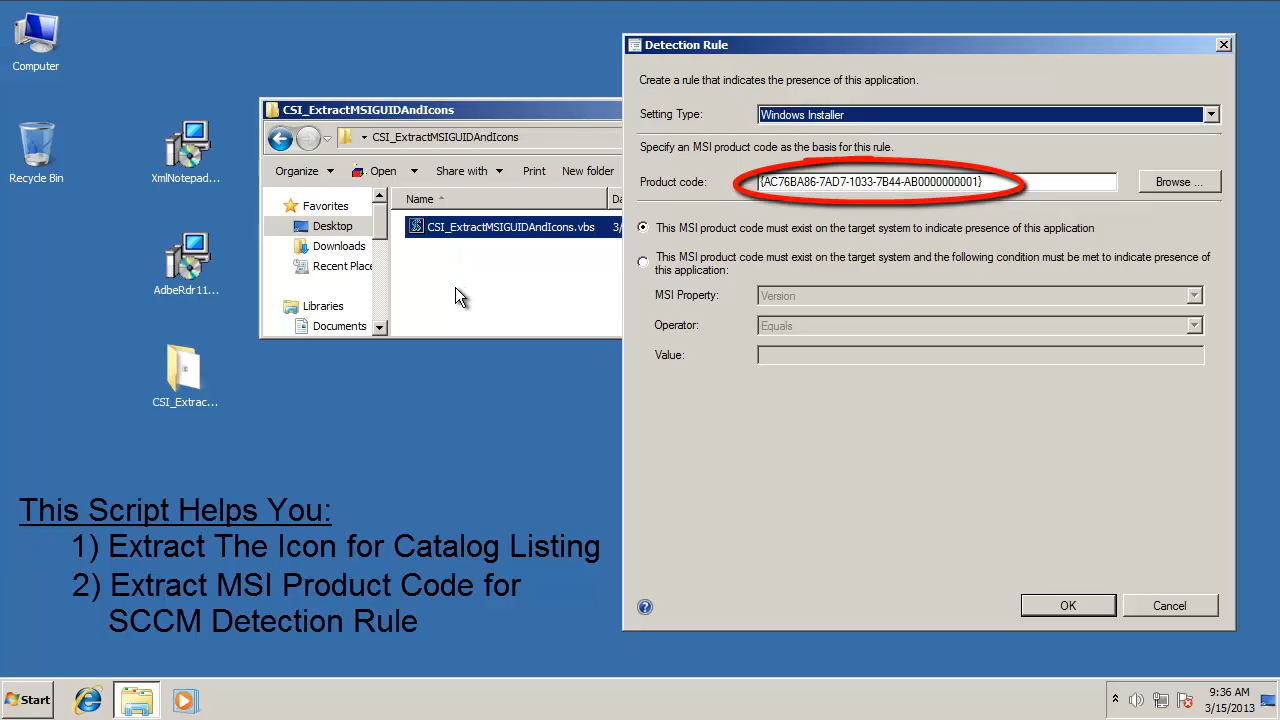 Computer
Recycle Bin
XmlNotepad...
AdbeRdr11...
CSI_Extrac...
CSI_ExtractMSIGUIDAndIcons
CSI_ExtractMSIGUIDAndIcons
Organize
Open
Share with
Print
New folder
Favorites
Desktop
Downloads
Recent Place
Libraries
Documents
Name
CSI_ExtractMSIGUIDAndIcons.vbs
3/
Detection Rule
Create a rule that indicates the presence of this application.
Setting Type:
Windows Installer
Specify an MSI product code as the basis for this rule.
Product code:
{AC76BA86-7AD7-1033-7B44-AB0000000001}
Browse ...
This MSI product code must exist on the target system to indicate presence of this application
This MSI product code must exist on the target system and the following condition must be met to indicate presence of
this application:
MSI Property:
Version
Operator:
Equals
Value:
OK
Cancel
This Script Helps You:
1) Extract The Icon for Catalog Listing
2) Extract MSI Product Code for
SCCM Detection Rule
Start
9:36 AM
3/15/2013